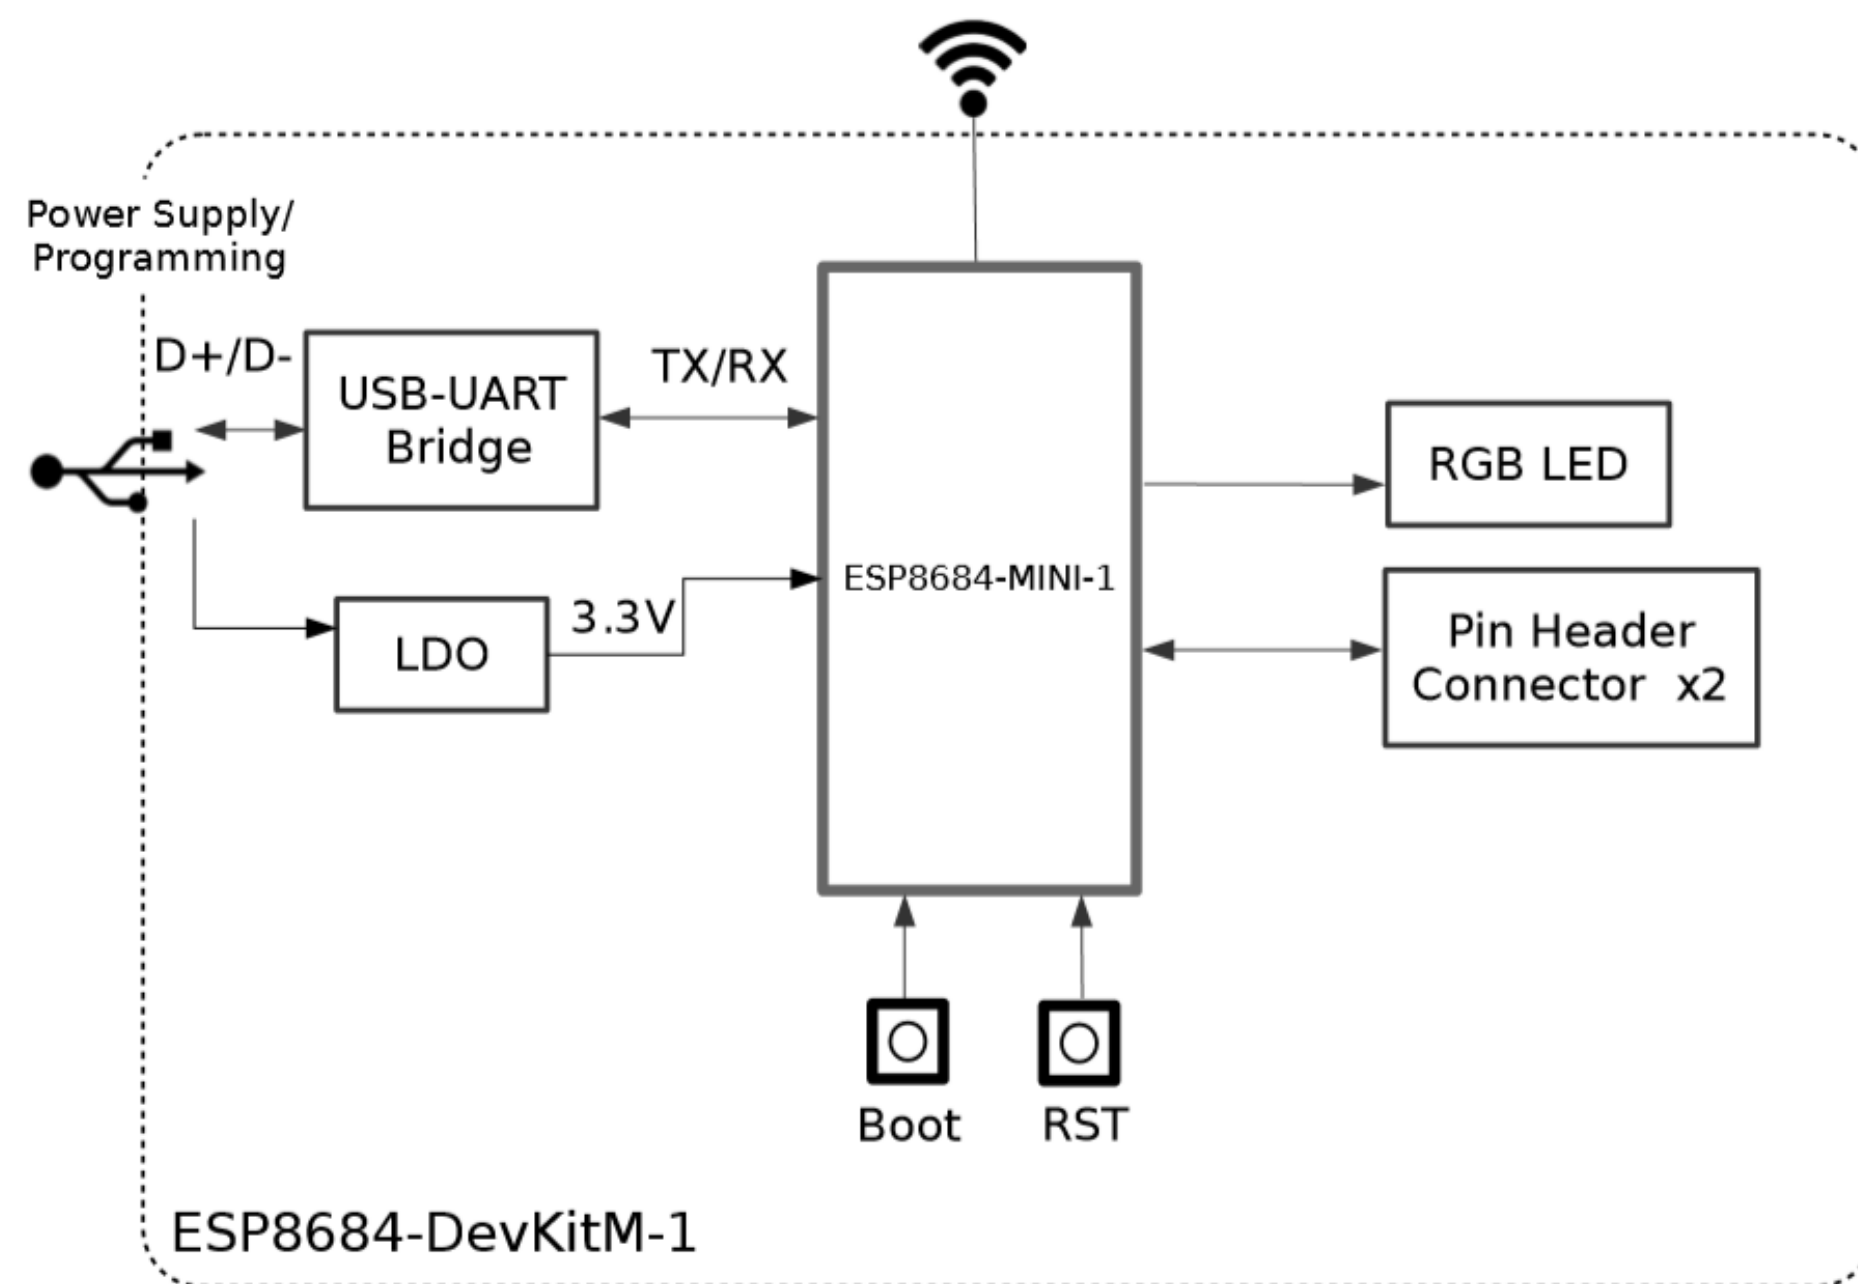 Power Supply/
Programming
D+/D-
USB-UART
Bridge
TX/RX
RGB LED
ESP8684-MINI-1
LDO
3.3V
Pin Header
Connector x2
Boot
RST
ESP8684-DevKitM-1